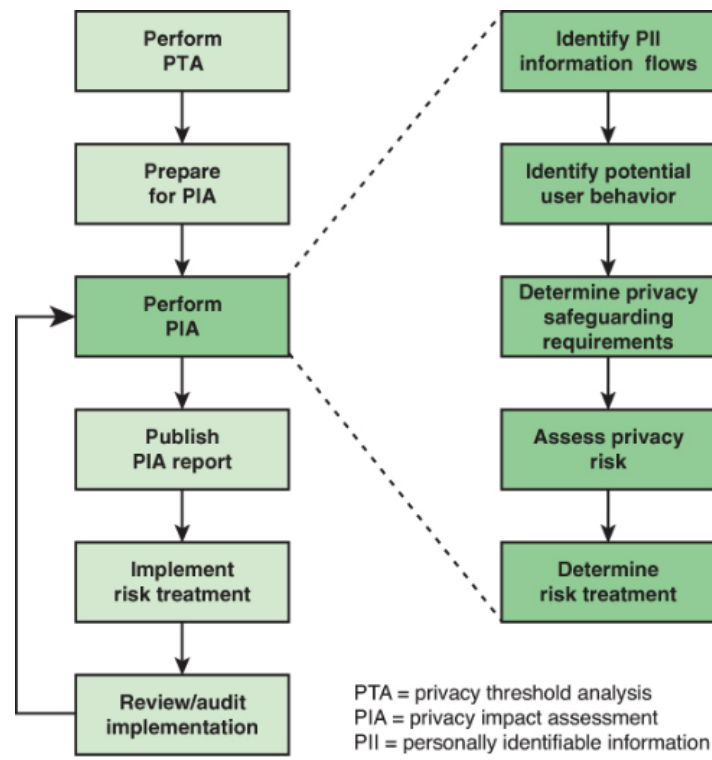 Perform
PTA
Prepare
for PIA
Perform
PIA
Publish
PIA report
Implement
risk treatment
Review/audit
implementation
Identify PII
information flows
Identify potential
user behavior
Determine privacy
safeguarding
requirements
Assess privacy
risk
Determine
risk treatment
PTA = privacy threshold analysis
PIA = privacy impact assessment
PII = personally identifiable information